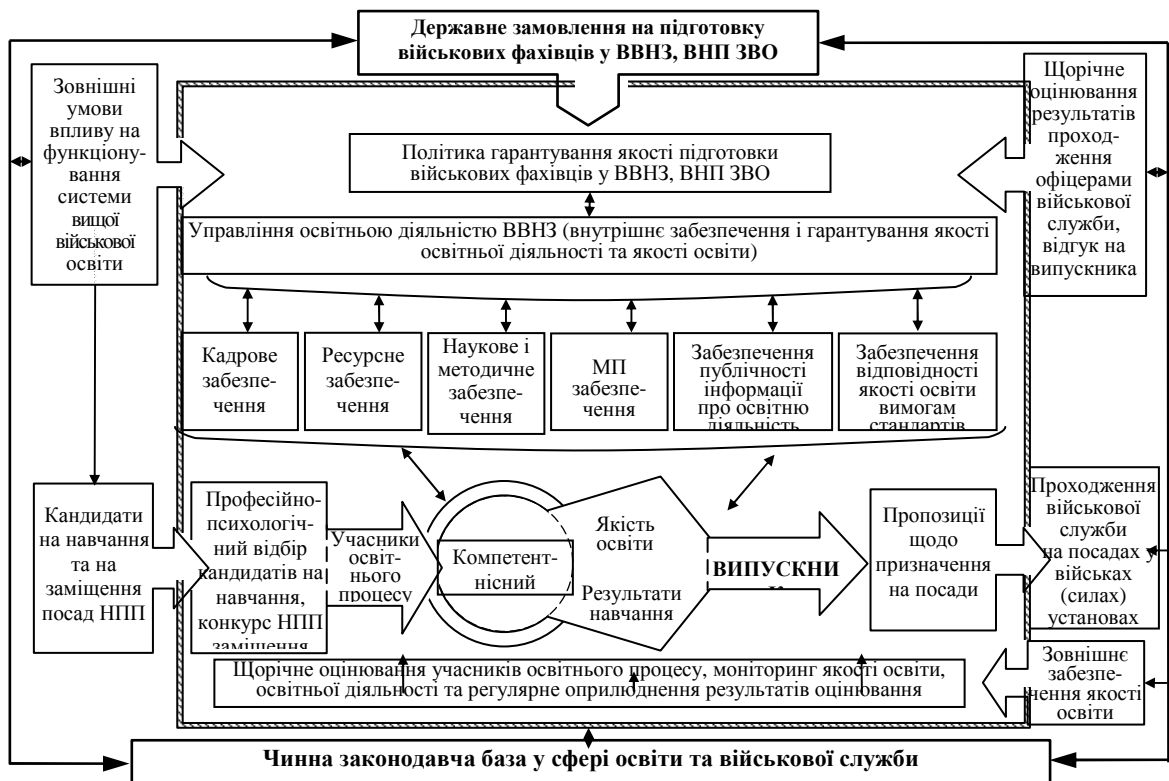 Державне замовлення на підготовку
військових фахівців у ВВНЗ, ВНП ЗВО
Зовнішні
умови
впливу на
функціону-
вання
системи
вищої
військової
освіти
Щорічне
оцінювання
результатів
проход-
ження
офіцерами
військової
служби,
відгук на
випускника
Політика гарантування якості підготовки
військових фахівців у ВВНЗ, ВНП ЗВО
Управління освітньою діяльністю ВВНЗ (внутрішнє забезпечення і гарантування якості
освітньої діяльності та якості освіти)
Кадрове
забезпе-
чення
Ресурсне
забезпе-
чення
Наукове і
методичне
забезпе-
чення
МП
забезпе-
чення
Забезпечення
публічності
інформації
про освітню
діяльність
Забезпечення
відповідності
якості освіти
вимогам
стандартів
Кандидати
на навчання
та на
заміщення
посад НПП
Професійно-
психологіч-
ний відбір
кандидатів на
навчання,
конкурс НПП
заміщення
Учасники
освіт-
нього
процесу
Компетент-
нісний
Якість
освіти
Результати
навчання
ВИПУСКНИ
Пропозиції
щодо
призначення
на посади
Проходження
військової
служби
на посадах у
військах
(силах)
установах
Щорічне оцінювання учасників освітнього процесу, моніторинг якості освіти,
освітньої діяльності та регулярне оприлюднення результатів оцінювання
Зовнішнє
забезпе-
чення якості
освіти
Чинна законодавча база у сфері освіти та військової служби